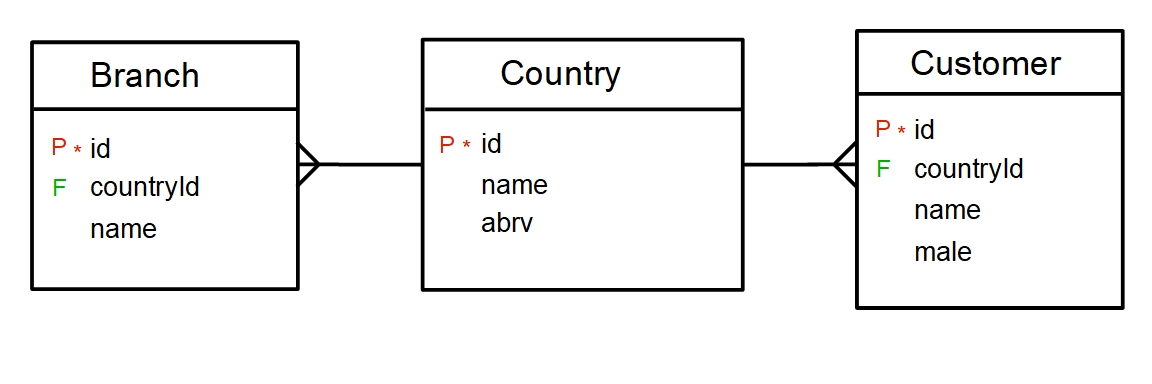 Branch
P * id
F countryId
name
Country
P * id
name
abrv
Customer
P * id
F countryId
name
male